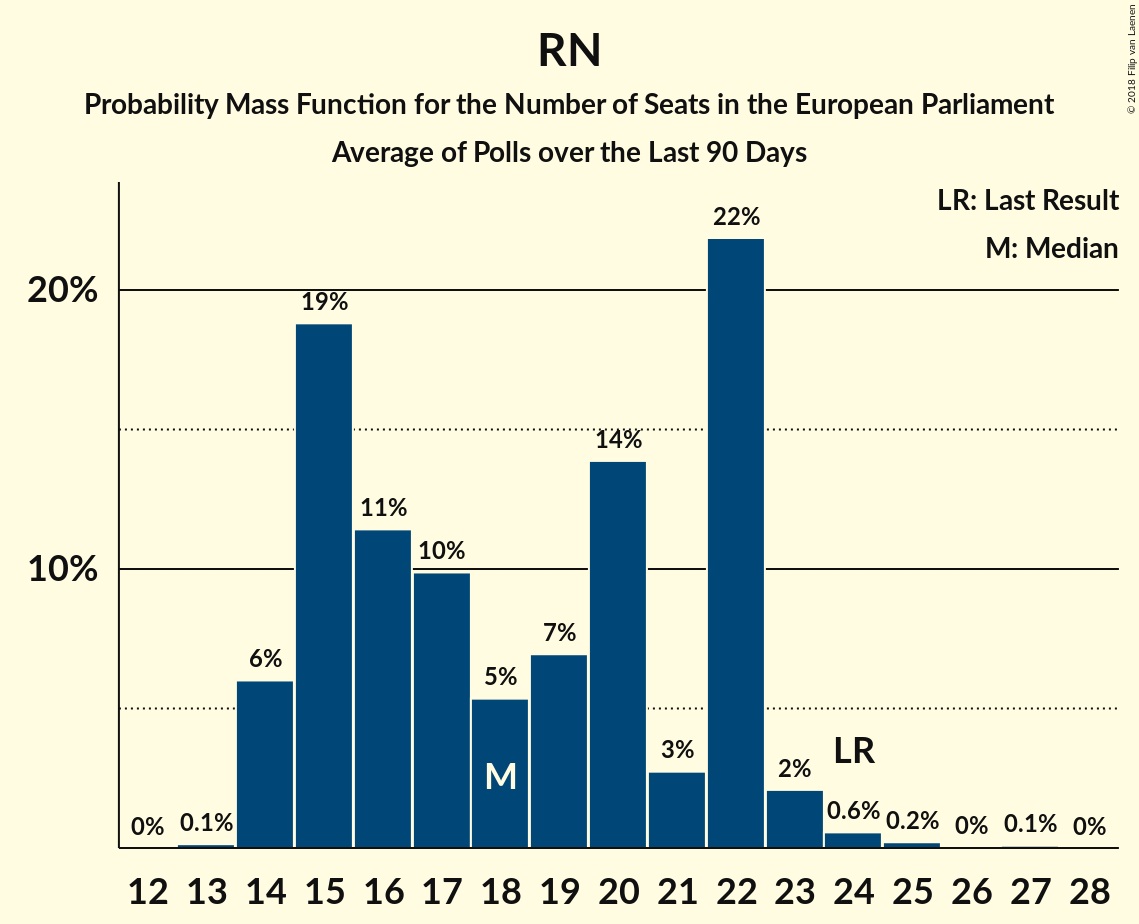 RN
Probability Mass Function for the Number of Seats in the European Parliament
Average of Polls over the Last 90 Days
© 2018 Filip van Laenen
LR: Last Result
M: Median
20%
10%
0%
0.1%
6%
19%
11%
10%
5%
7%
14%
3%
22%
2%
0.6%
0.2%
0%
0.1%
0%
M
LR
12 13 14 15 16 17 18 19 20 21 22 23 24 25 26 27 28